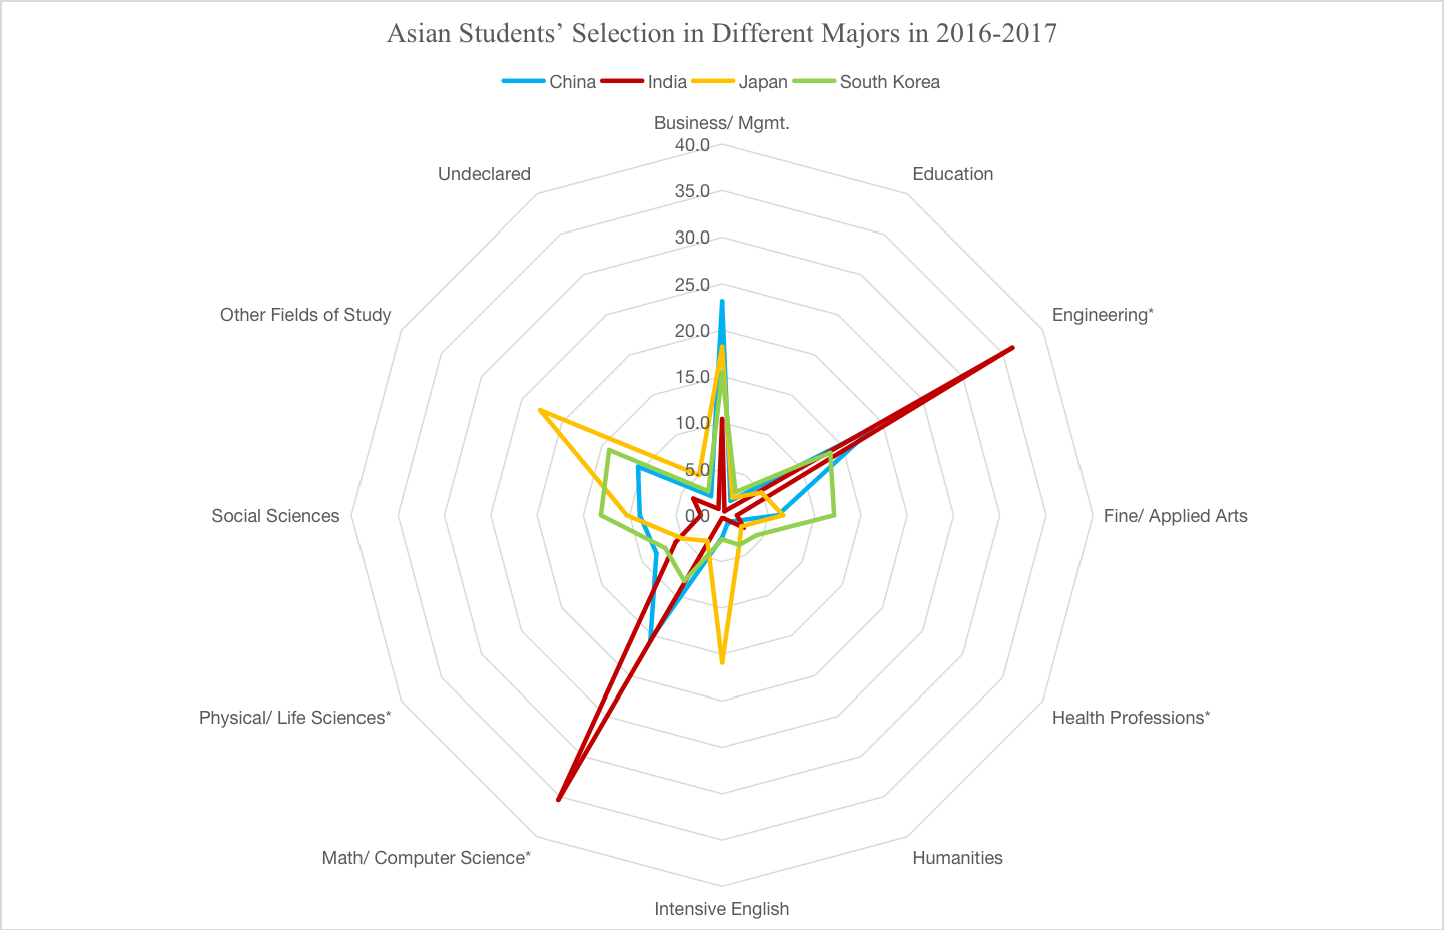 Asian Students’ Selection in Different Majors in 2016-2017
China India Japan South Korea
Business/ Mgmt.
40.0
Undeclared
Education
35.0
30.0
25.0
Other Fields of Study
Engineering*
20.0
15.0
10.0
5.0
Social Sciences
0.0
Fine/ Applied Arts
Physical/ Life Sciences*
Health Professions*
Math/ Computer Science*
Humanities
Intensive English